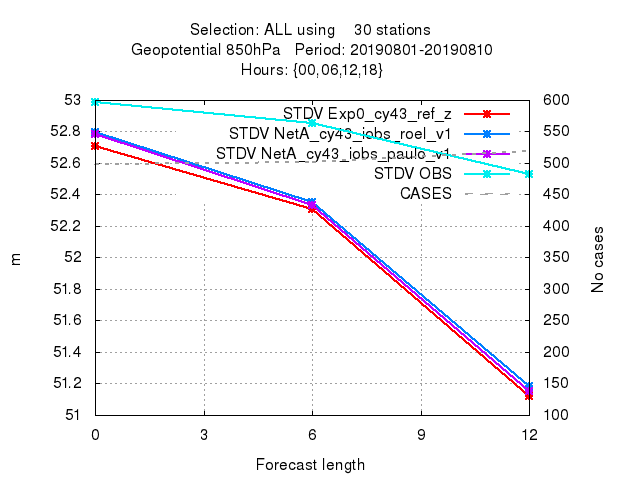 Selection: ALL using 30 stations
Geopotential 850hPa Period: 20190801-20190810
Hours: {00,06,12,18}
53
52.8
52.6
52.4
52.2
52
51.8
51.6
51.4
51.2
51
600
550
500
450
400
350
300
250
200
150
100
STDV Exp0_cy43_ref_z
STDV NetA_cy43_iobs_roel_v1
STDV NetA_cy43_iobs_paulo_v1
STDV OBS
CASES
m
No cases
0
3
6
9
12
Forecast length